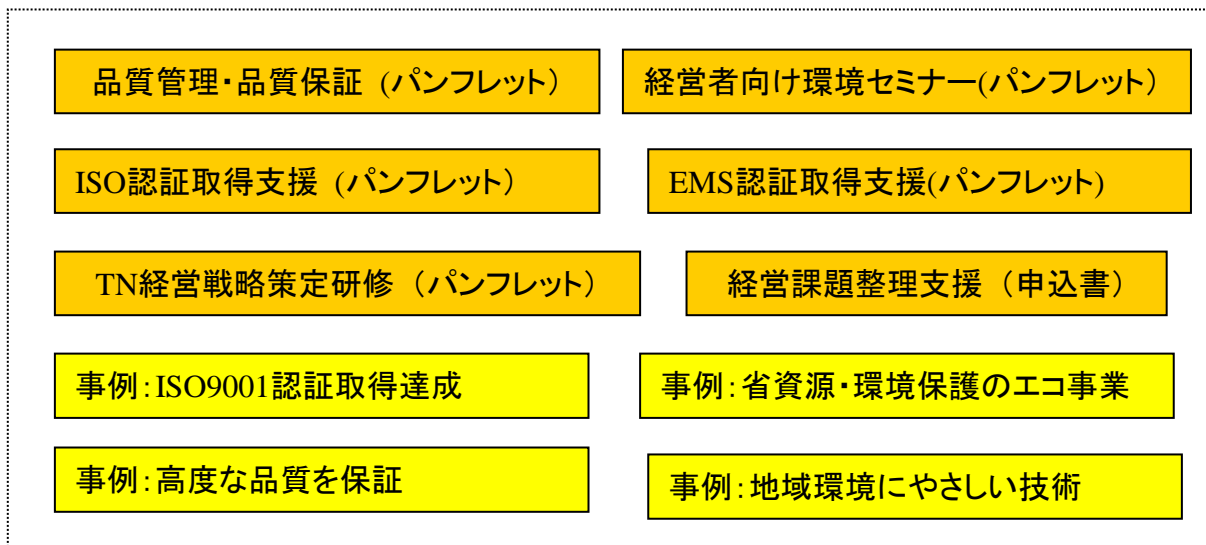 品質管理・品質保証 (パンフレット）
経営者向け環境セミナー(パンフレット）
ISO認証取得支援 (パンフレット）
EMS認証取得支援(パンフレット)
TN経営戦略策定研修 （パンフレット）
経営課題整理支援 （申込書）
事例：ISO9001認証取得達成
事例：省資源・環境保護のエコ事業
事例：高度な品質を保証
事例：地域環境にやさしい技術